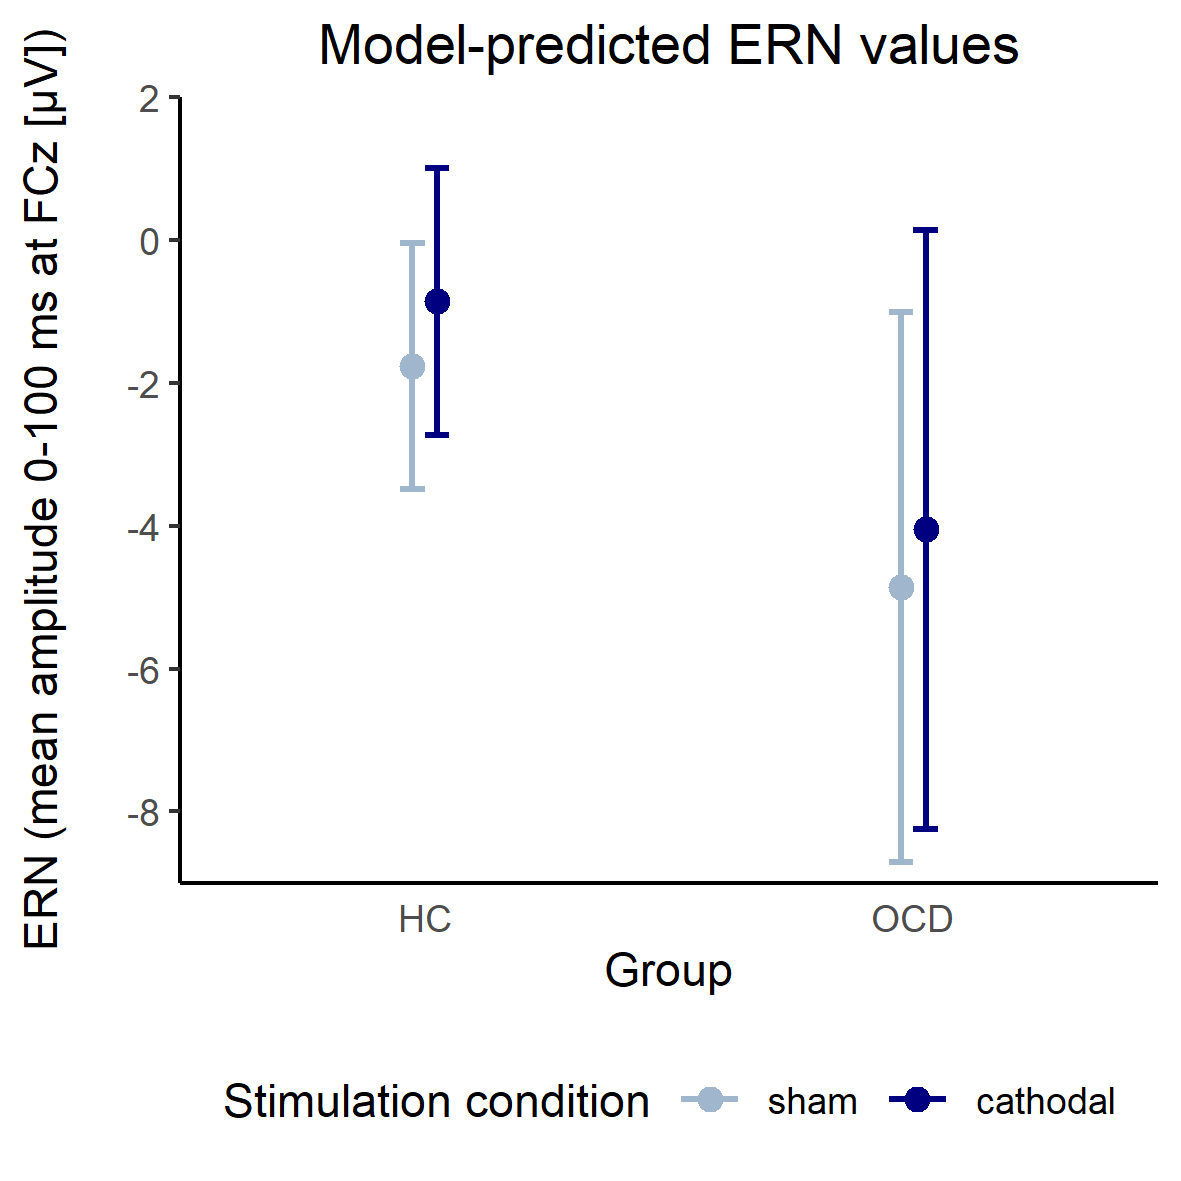 Model-predicted ERN values
ERN (mean amplitude 0-100 ms at FCz [µV])
2
0
-2
-4
-6
-8
HC
OCD
Group
Stimulation condition
sham
cathodal